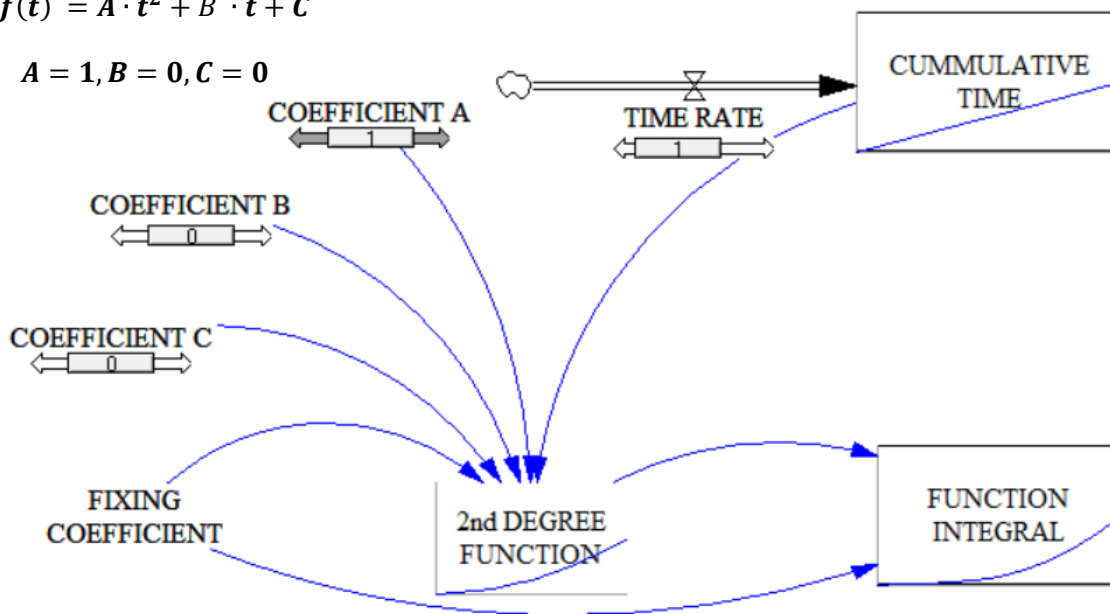 f(t) = A · t² + B · t + C
A = 1, B = 0, C = 0
CUMMULATIVE
TIME
COEFFICIENT A
1
TIME RATE
1
COEFFICIENT B
0
COEFFICIENT C
0
FIXING
COEFFICIENT
2nd DEGREE
FUNCTION
FUNCTION
INTEGRAL